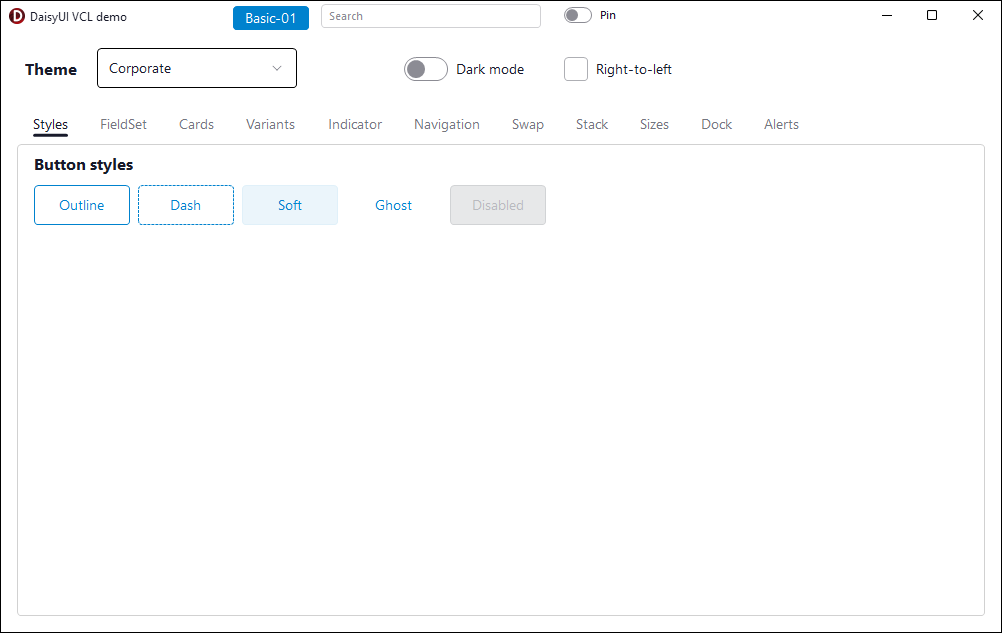 DaisyUI VCL demo Basic-01 Search Pin
Theme Corporate Dark mode Right-to-left
Styles FieldSet Cards Variants Indicator Navigation Swap Stack Sizes Dock Alerts
Button styles
Outline Dash Soft Ghost Disabled